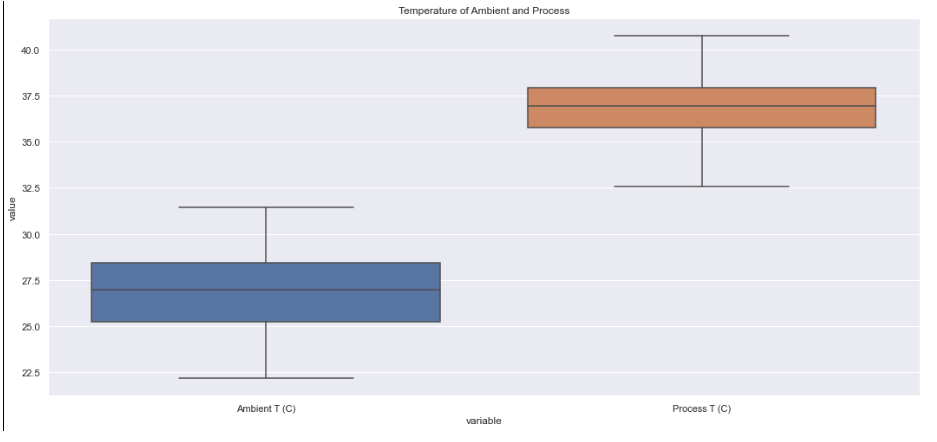 Temperature of Ambient and Process
40.0
37.5
35.0
32.5
30.0
27.5
25.0
22.5
value
Ambient T (C) Process T (C)
variable